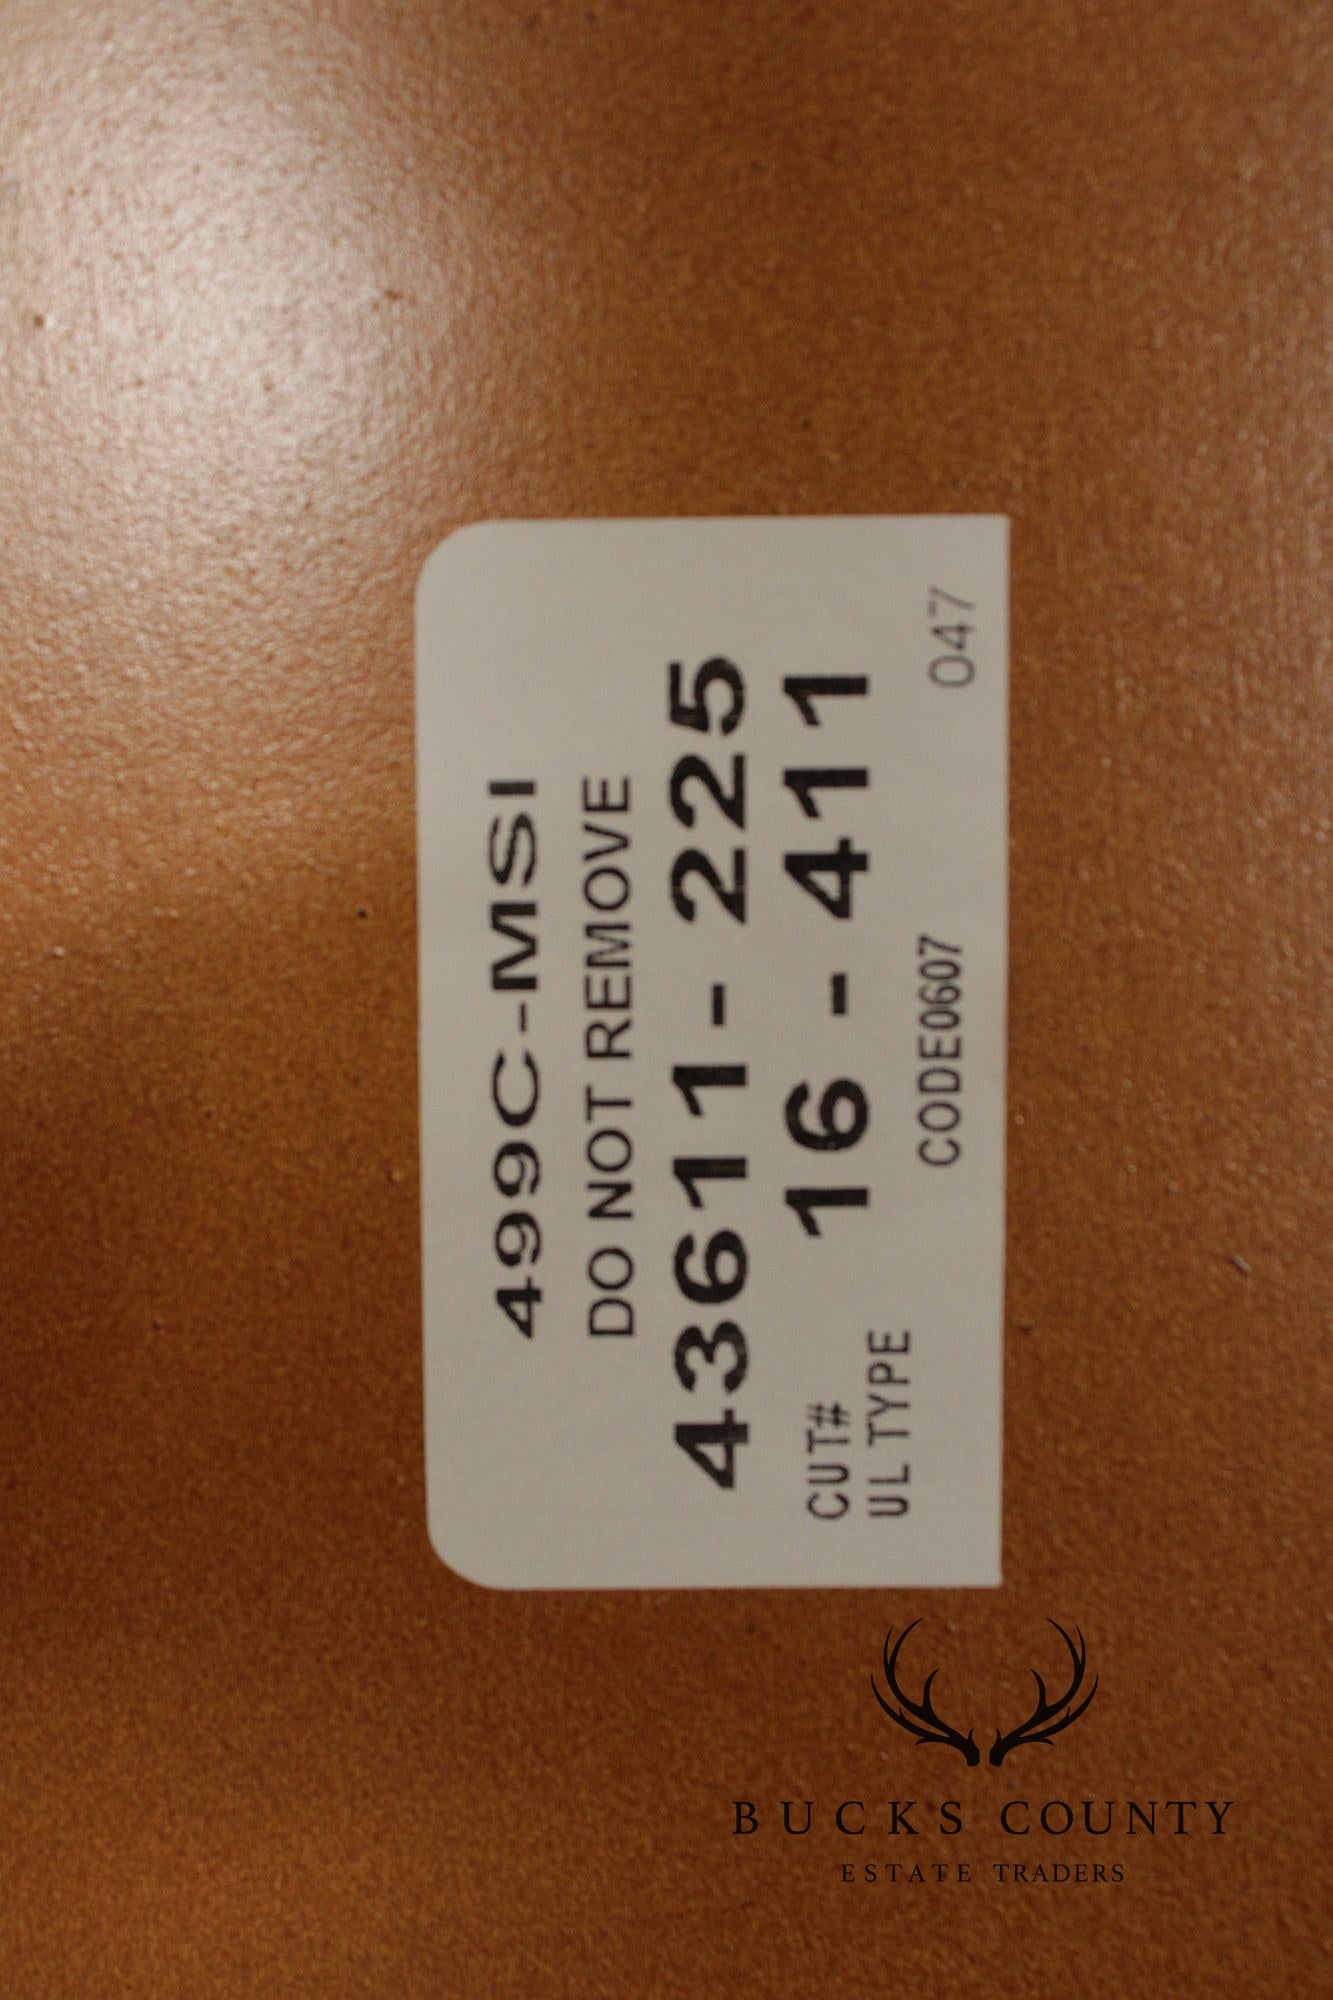 499C-MSI
DO NOT REMOVE
43611- 225
CUT# 16 - 411
UL TYPE
CODE0607 047
BUCKS COUNTY
ESTATE TRADERS